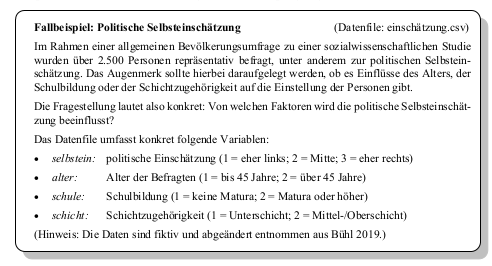 Fallbeispiel: Politische Selbsteinschätzung (Datenfile: einschätzung.csv)
Im Rahmen einer allgemeinen Bevölkerungsumfrage zu einer sozialwissenschaftlichen Studie
wurden über 2.500 Personen repräsentativ befragt, unter anderem zur politischen Selbstein-
schätzung. Das Augenmerk sollte hierbei daraufgelegt werden, ob es Einflüsse des Alters, der
Schulbildung oder der Schichtzugehörigkeit auf die Einstellung der Personen gibt.
Die Fragestellung lautet also konkret: Von welchen Faktoren wird die politische Selbsteinschät-
zung beeinflusst?
Das Datenfile umfasst konkret folgende Variablen:
• selbstein: politische Einschätzung (1 = eher links; 2 = Mitte; 3 = eher rechts)
• alter: Alter der Befragten (1 = bis 45 Jahre; 2 = über 45 Jahre)
• schule: Schulbildung (1 = keine Matura; 2 = Matura oder höher)
• schicht: Schichtzugehörigkeit (1 = Unterschicht; 2 = Mittel-/Oberschicht)
(Hinweis: Die Daten sind fiktiv und abgeändert entnommen aus Bühl 2019.)